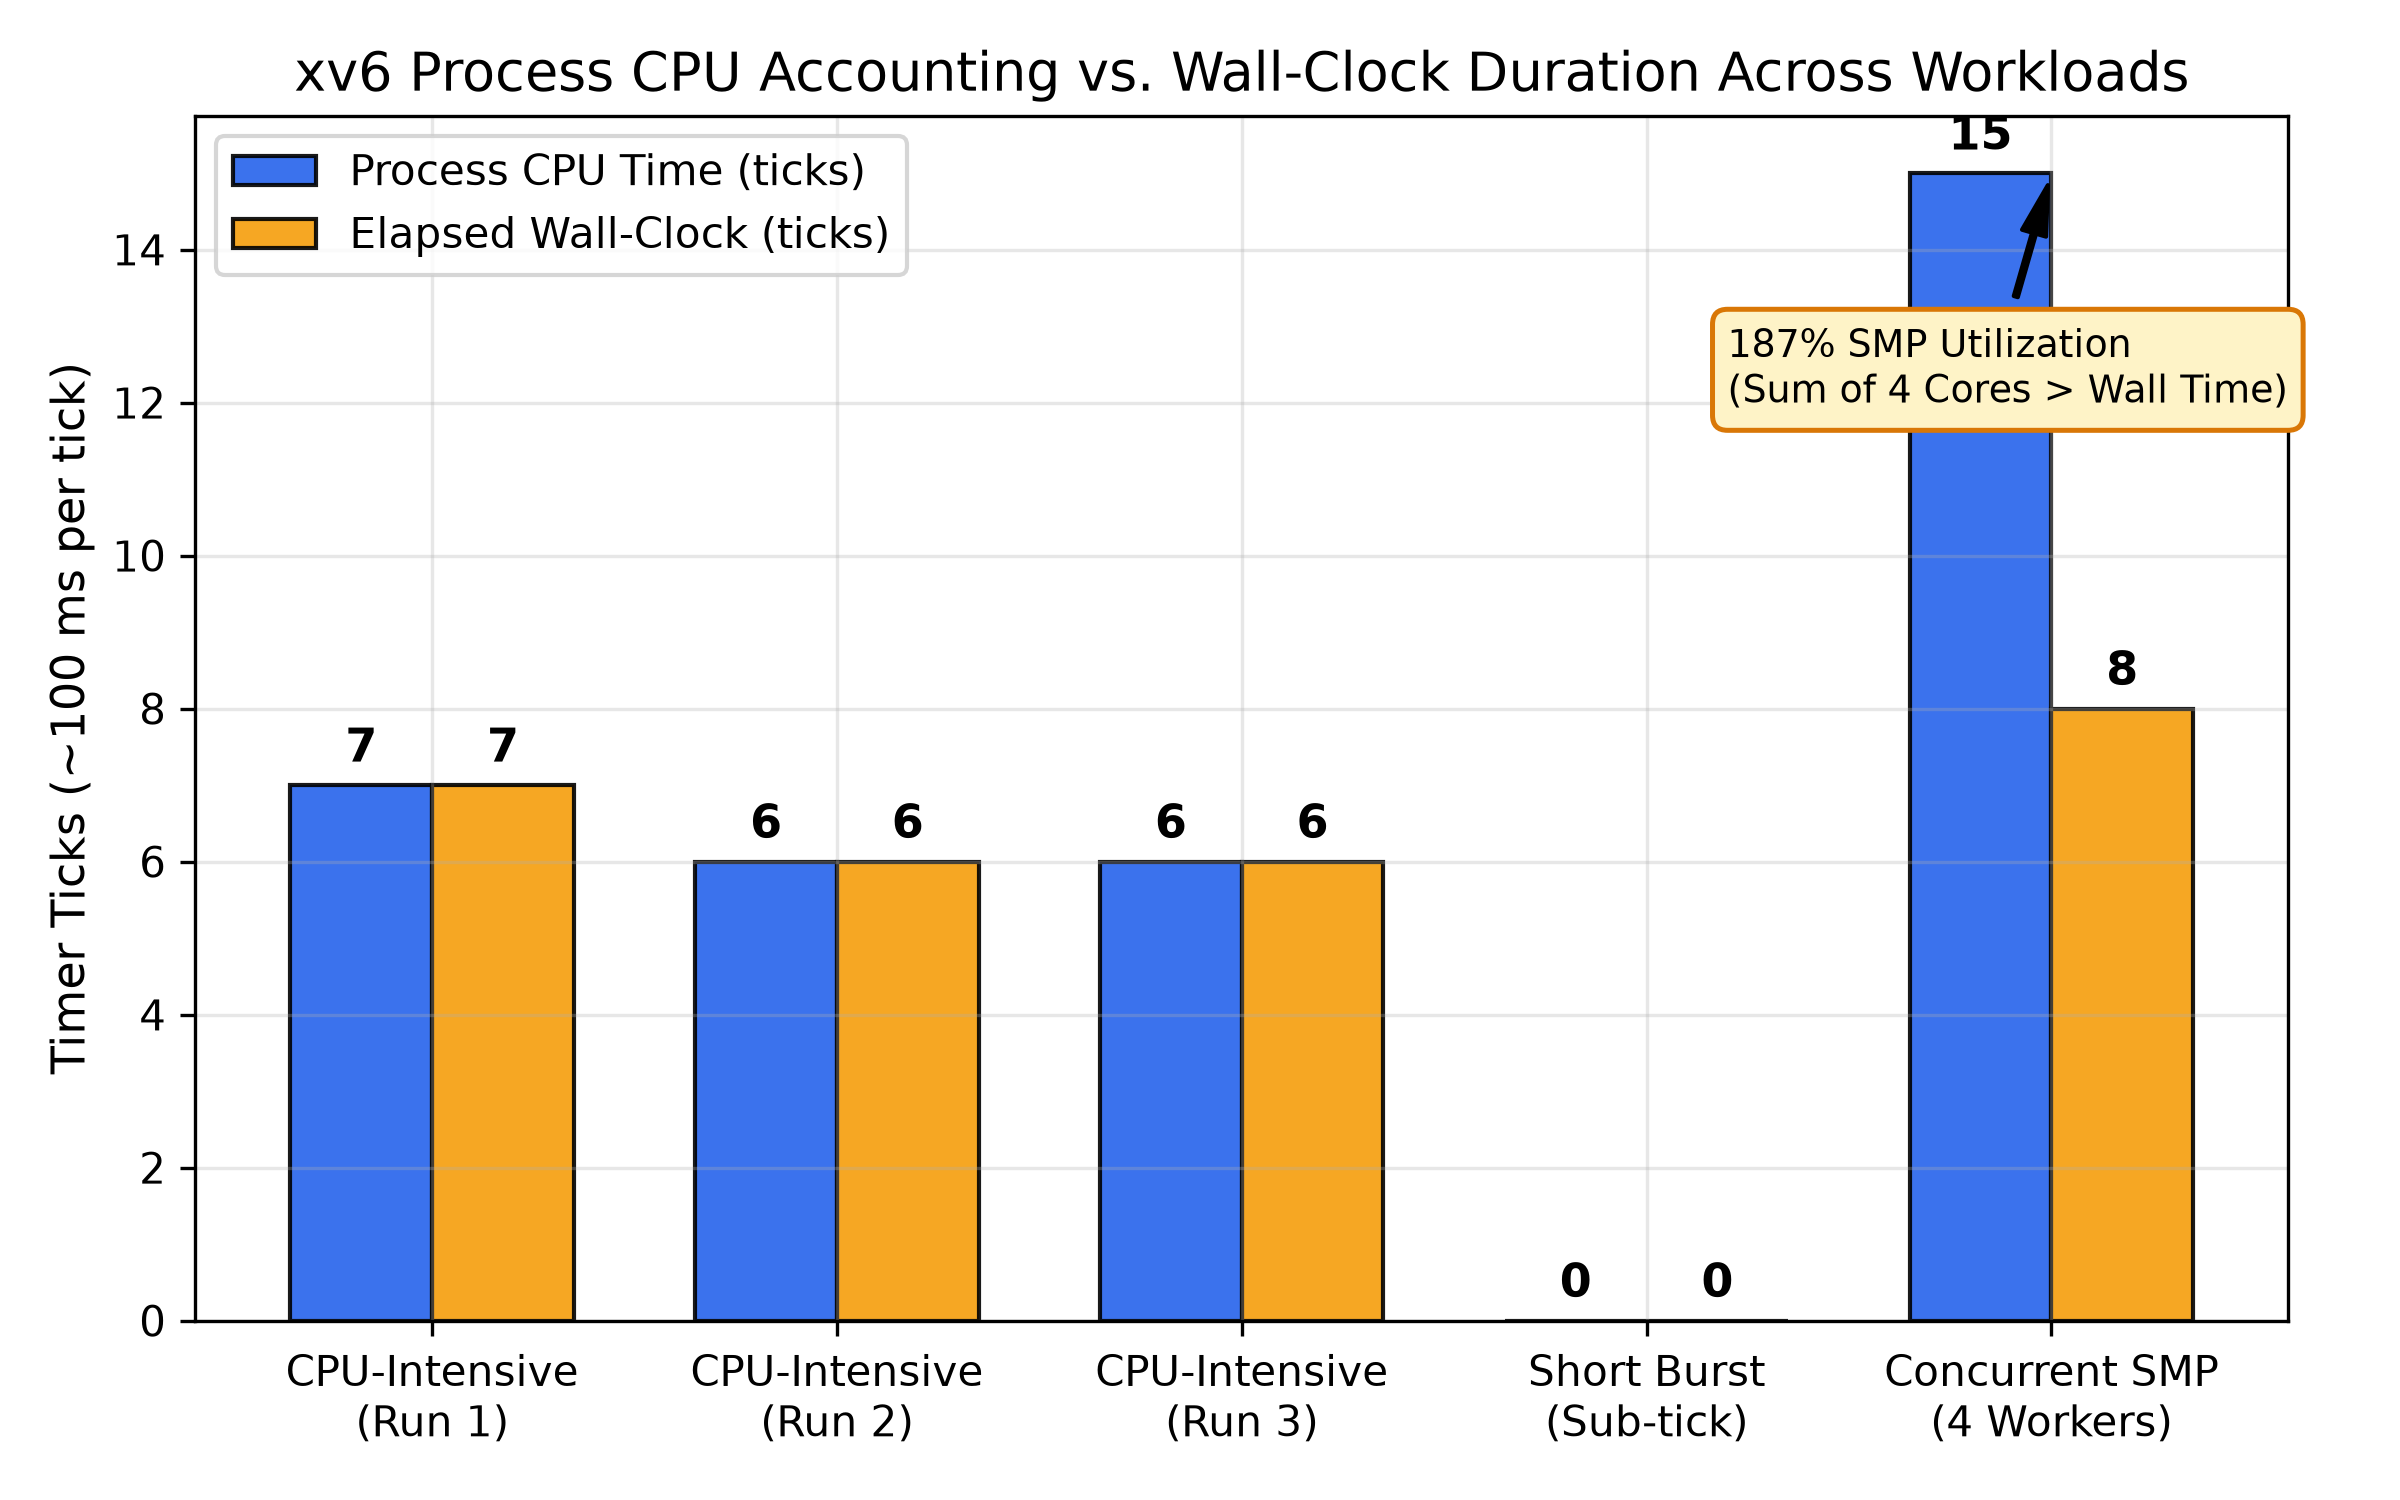 xv6 Process CPU Accounting vs. Wall-Clock Duration Across Workloads
Process CPU Time (ticks)
Elapsed Wall-Clock (ticks)
Timer Ticks (~100 ms per tick)
14
12
10
8
6
4
2
0
7
7
6
6
6
6
0
0
15
8
187% SMP Utilization
(Sum of 4 Cores > Wall Time)
CPU-Intensive
(Run 1)
CPU-Intensive
(Run 2)
CPU-Intensive
(Run 3)
Short Burst
(Sub-tick)
Concurrent SMP
(4 Workers)